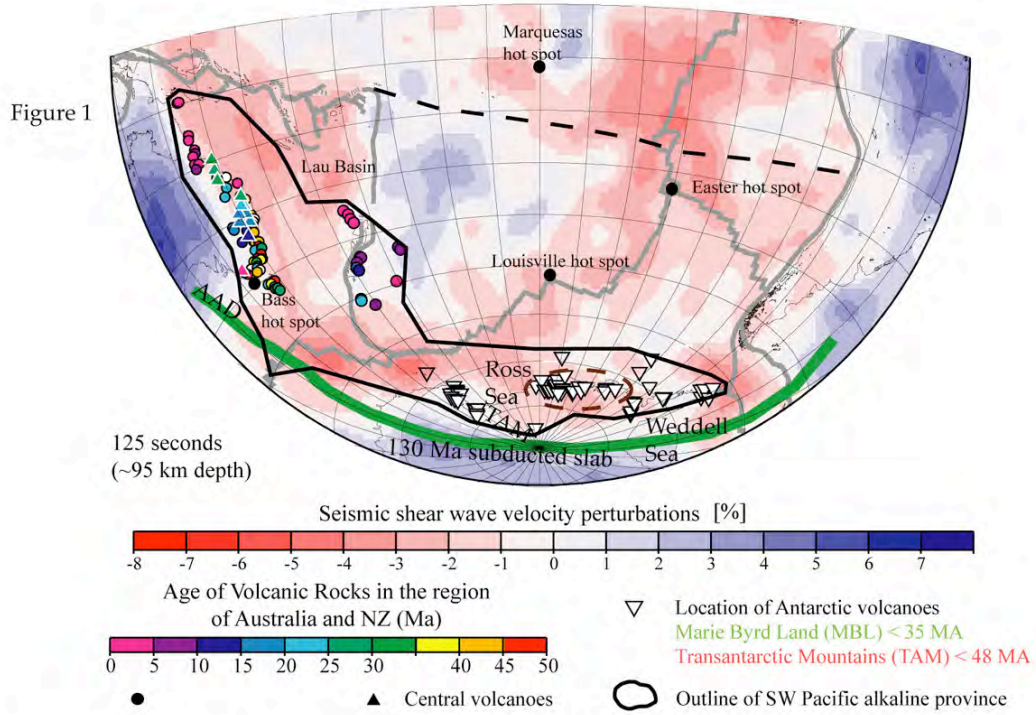 Marquesas
hot spot
Figure 1
Lau Basin
Easter hot spot
Louisville hot spot
AAD
Bass
hot spot
Ross
Sea
TAM
Weddell
Sea
130 Ma subducted slab
125 seconds
(~95 km depth)
Seismic shear wave velocity perturbations [%]
-8 -7 -6 -5 -4 -3 -2 -1 0 1 2 3 4 5 6 7
Age of Volcanic Rocks in the region
of Australia and NZ (Ma)
0 5 10 15 20 25 30 35 40 45 50
Central volcanoes
Location of Antarctic volcanoes
Marie Byrd Land (MBL) < 35 MA
Transantarctic Mountains (TAM) < 48 MA
Outline of SW Pacific alkaline province